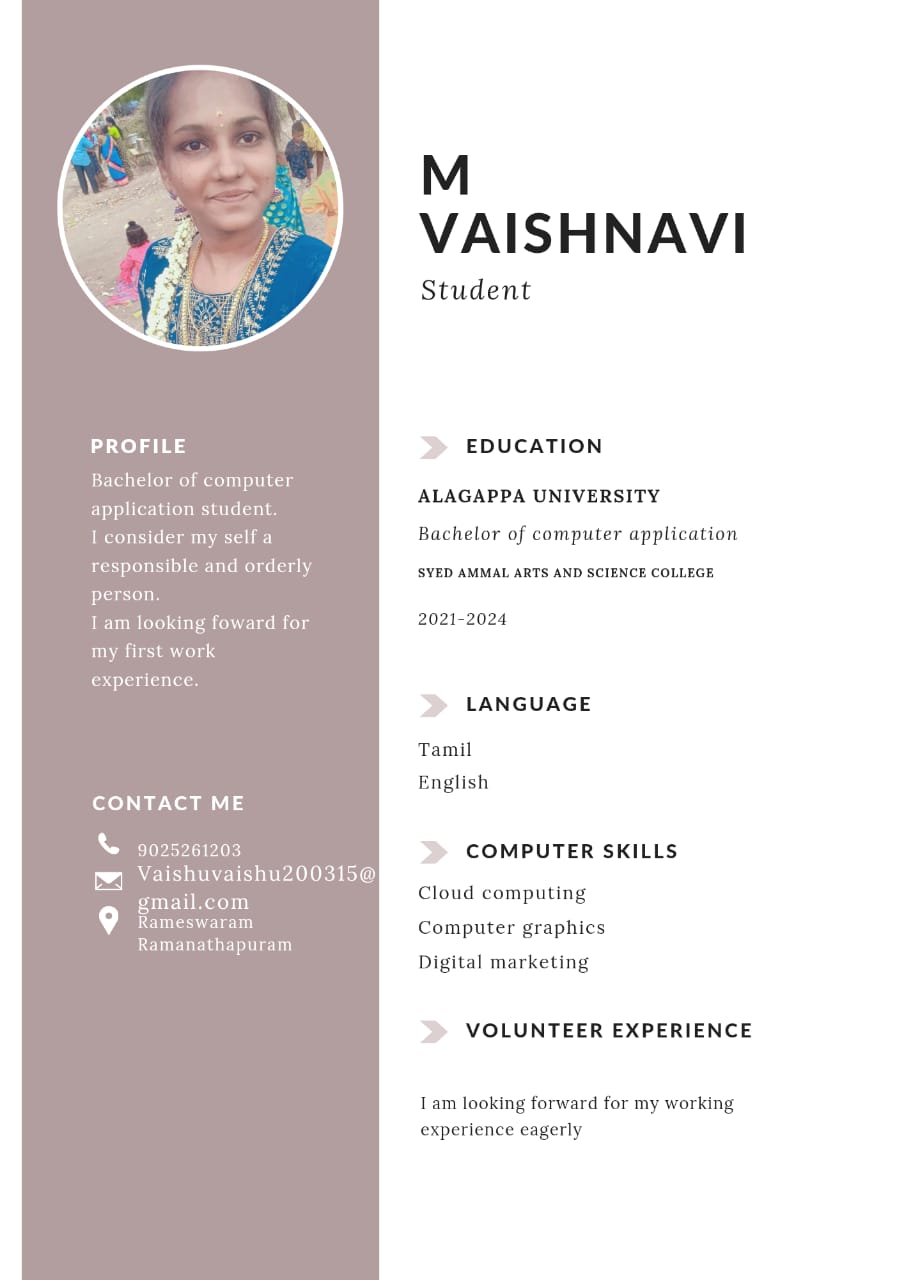 M
VAISHNAVI
Student
PROFILE
Bachelor of computer
application student.
I consider my self a
responsible and orderly
person.
I am looking foward for
my first work
experience.
CONTACT ME
9025261203
Vaishuvaishu200315@
gmail.com
Rameswaram
Ramanathapuram
EDUCATION
ALAGAPPA UNIVERSITY
Bachelor of computer application
SYED AMMAL ARTS AND SCIENCE COLLEGE
2021-2024
LANGUAGE
Tamil
English
COMPUTER SKILLS
Cloud computing
Computer graphics
Digital marketing
VOLUNTEER EXPERIENCE
I am looking forward for my working
experience eagerly